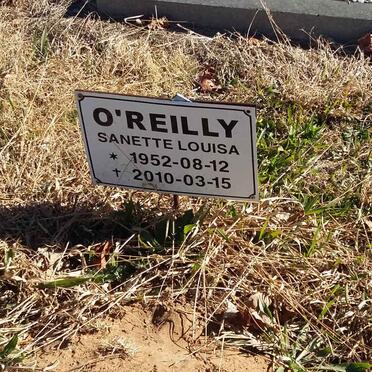 O'REILLY
SANETTE LOUISA
* 1952-08-12
† 2010-03-15